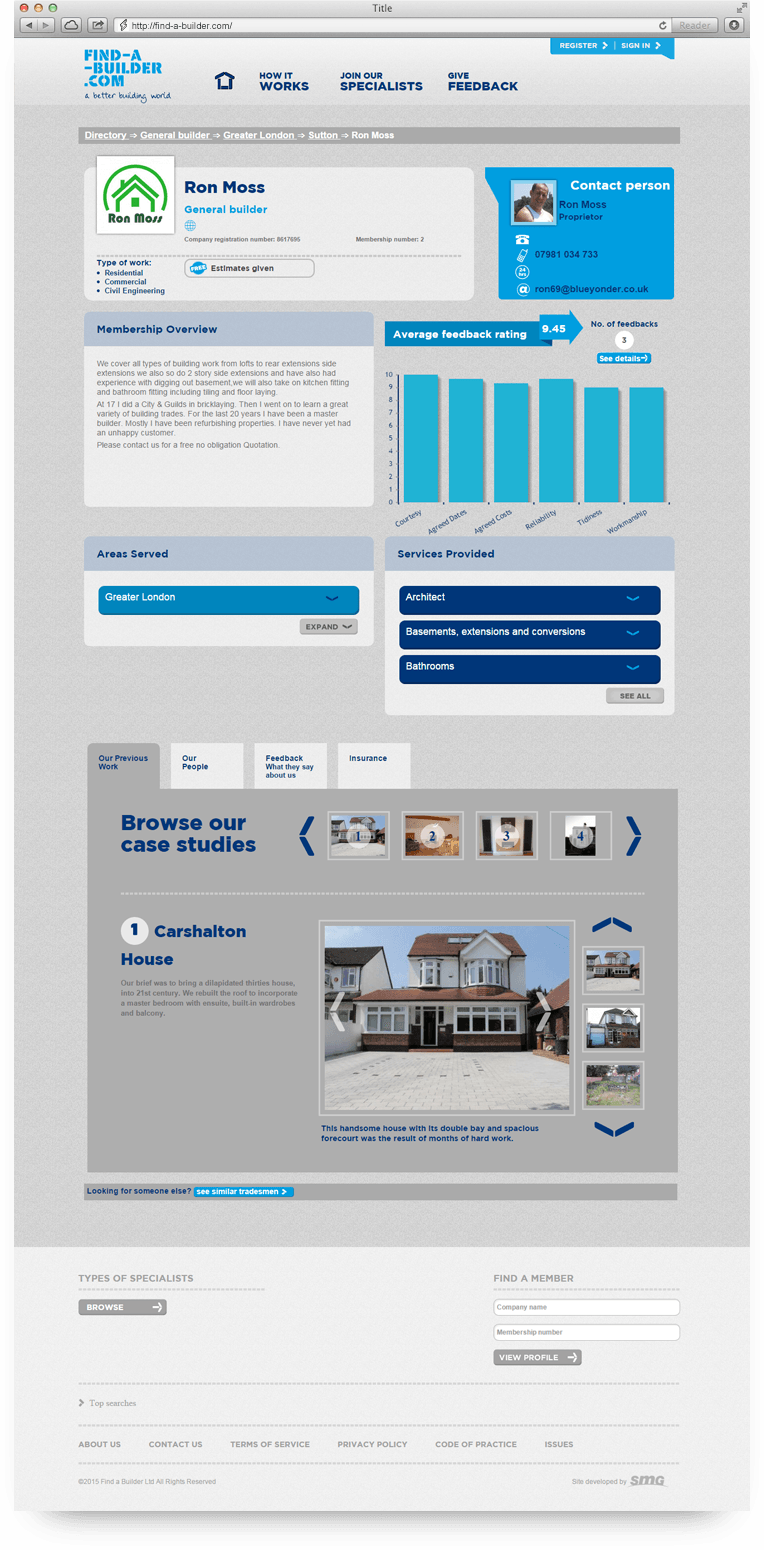 Title
http://find-a-builder.com/
Reader
REGISTER
SIGN IN
FIND-A
-BUILDER
.COM
a better building world
HOW IT
WORKS
JOIN OUR
SPECIALISTS
GIVE
FEEDBACK
Directory ⇒ General builder ⇒ Greater London ⇒ Sutton ⇒ Ron Moss
Ron Moss
Ron Moss
General builder
Company registration number: 8617695
Membership number: 2
Type of work:
• Residential
• Commercial
• Civil Engineering
FREE Estimates given
Contact person
Ron Moss
Proprietor
07981 034 733
24 hrs
@ ron69@blueyonder.co.uk
Membership Overview
We cover all types of building work from lofts to rear extensions side
extensions we also so do 2 story side extensions and have also had
experience with digging out basement,we will also take on kitchen fitting
and bathroom fitting including tiling and floor laying.
At 17 I did a City & Guilds in bricklaying. Then I went on to learn a great
variety of building trades. For the last 20 years I have been a master
builder. Mostly I have been refurbishing properties. I have never yet had
an unhappy customer.
Please contact us for a free no obligation Quotation.
Average feedback rating
9.45
No. of feedbacks
3
See details
10
9
8
7
6
5
4
3
2
1
0
Courtesy
Agreed Dates
Agreed Costs
Reliability
Tidiness
Workmanship
Areas Served
Greater London
EXPAND
Services Provided
Architect
Basements, extensions and conversions
Bathrooms
SEE ALL
Our Previous
Work
Our
People
Feedback
What they say
about us
Insurance
Browse our
case studies
1
2
3
4
1 Carshalton
House
Our brief was to bring a dilapidated thirties house,
into 21st century. We rebuilt the roof to incorporate
a master bedroom with ensuite, built-in wardrobes
and balcony.
This handsome house with its double bay and spacious
forecourt was the result of months of hard work.
Looking for someone else? see similar tradesmen
TYPES OF SPECIALISTS
BROWSE
FIND A MEMBER
Company name
Membership number
VIEW PROFILE
Top searches
ABOUT US
CONTACT US
TERMS OF SERVICE
PRIVACY POLICY
CODE OF PRACTICE
ISSUES
©2015 Find a Builder Ltd All Rights Reserved
Site developed by smg